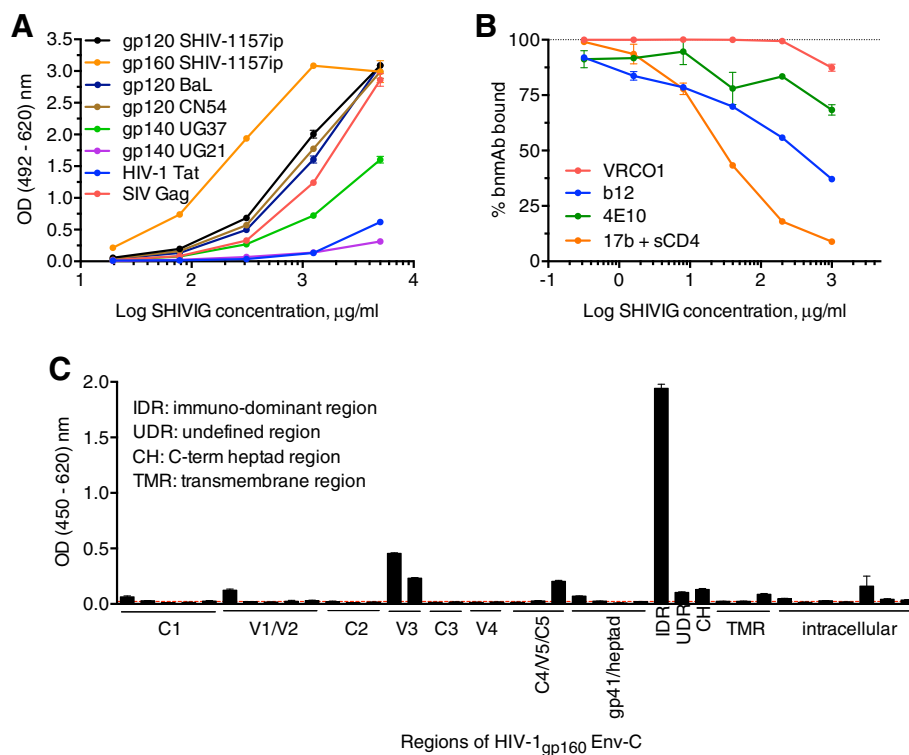 A
gp120 SHIV-1157ip
gp160 SHIV-1157ip
gp120 BaL
gp120 CN54
gp140 UG37
gp140 UG21
HIV-1 Tat
SIV Gag
3.5
3.0
2.5
2.0
1.5
1.0
0.5
0.0
OD (492 - 620) nm
1 2 3 4
Log SHIVIG concentration, µg/ml
B
100
75
50
25
0
% bnmAb bound
VRCO1
b12
4E10
17b + sCD4
-1 0 1 2 3
Log SHIVIG concentration, µg/ml
C
2.0
1.5
1.0
0.5
0.0
OD (450 - 620) nm
IDR: immuno-dominant region
UDR: undefined region
CH: C-term heptad region
TMR: transmembrane region
C1 V1/V2 C2 V3 C3 V4 C4/V5/C5 gp41/heptad IDR UDR CH TMR intracellular
Regions of HIV-1gp160 Env-C